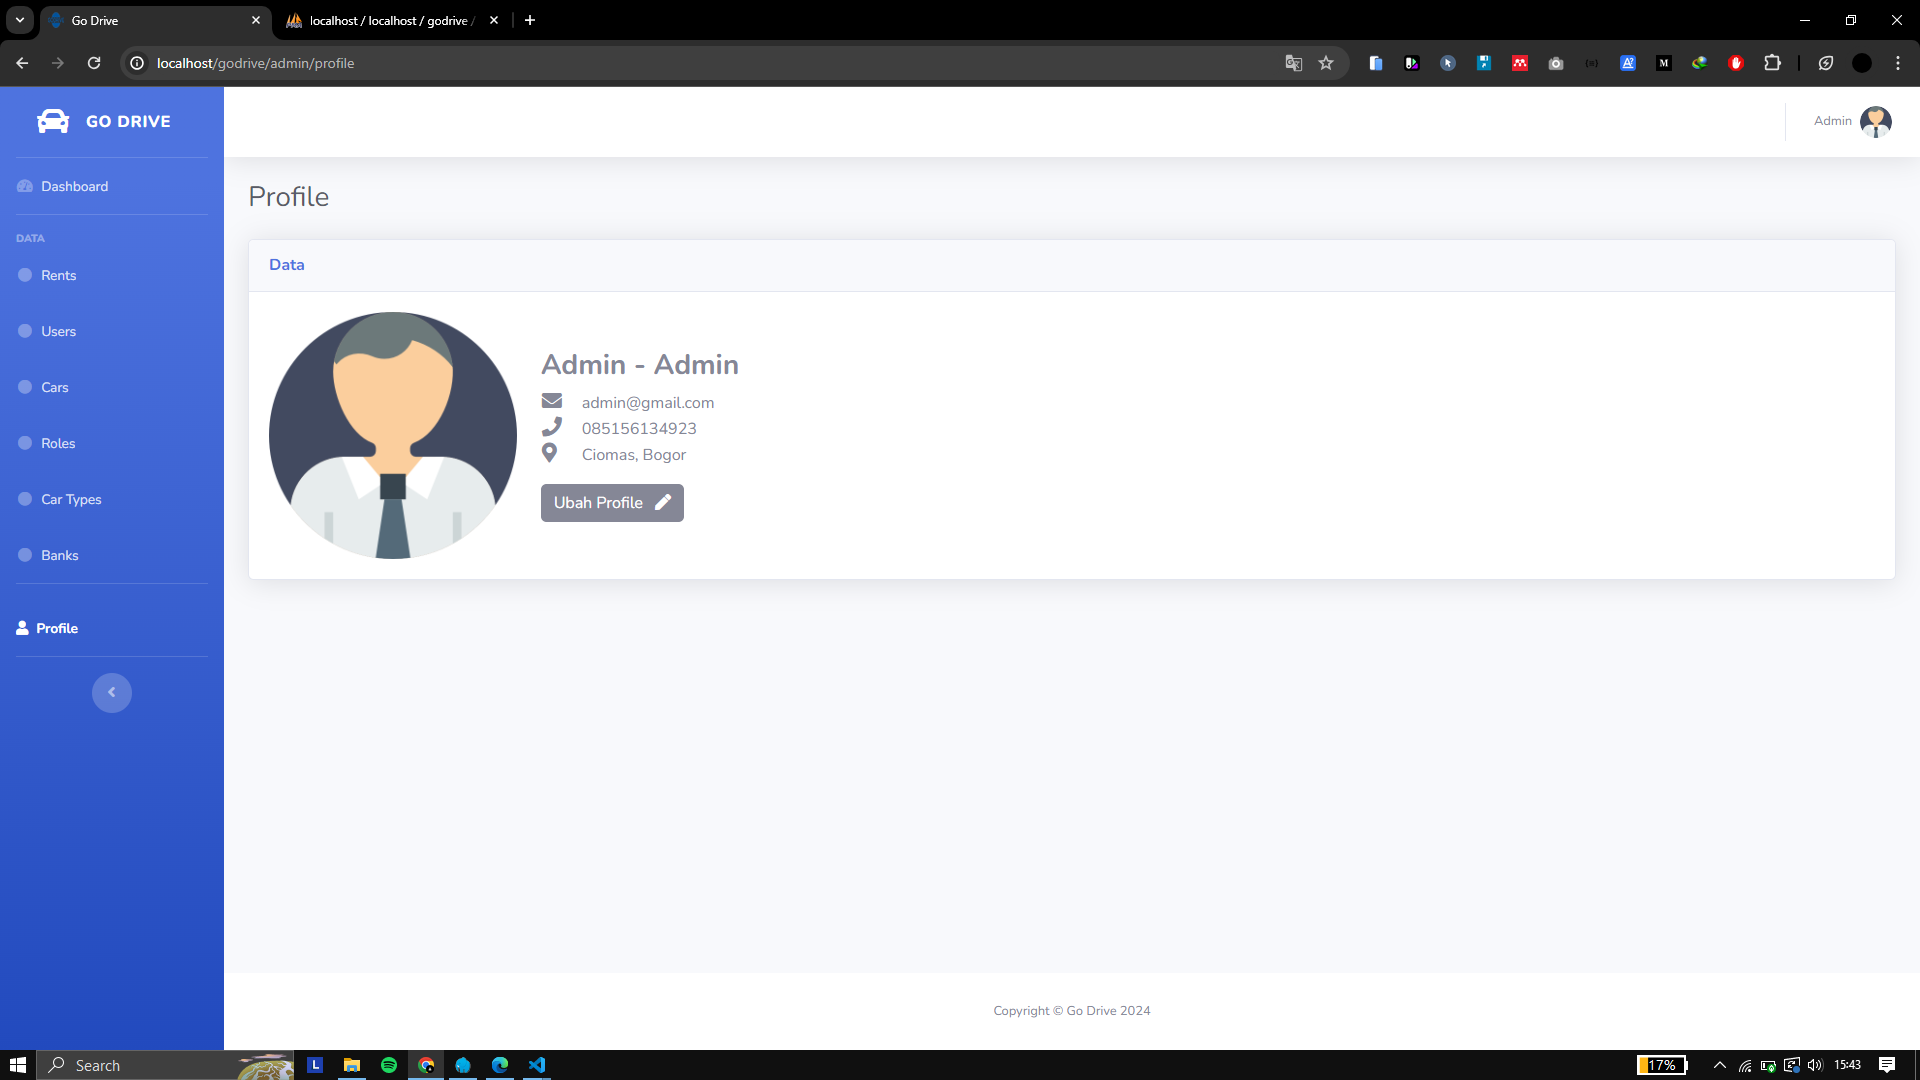 Go Drive
localhost / localhost / godrive /
localhost/godrive/admin/profile
GO DRIVE
Admin
Dashboard
Profile
DATA
Data
Rents
Users
Admin - Admin
Cars
admin@gmail.com
085156134923
Roles
Ciomas, Bogor
Car Types
Ubah Profile
Banks
Profile
Copyright © Go Drive 2024
Search
L
17%
15:43